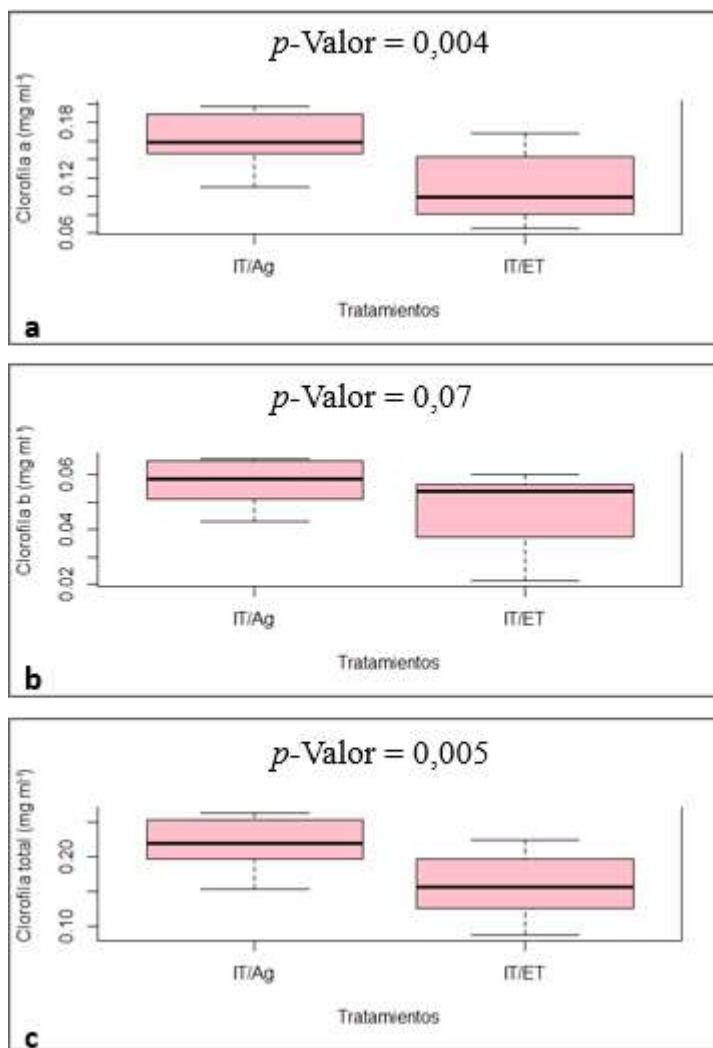 p-Valor = 0,004
Clorofila a (mg ml⁻¹)
0.18
0.12
0.06
IT/Ag IT/ET
Tratamientos
a
p-Valor = 0,07
Clorofila b (mg ml⁻¹)
0.06
0.04
0.02
IT/Ag IT/ET
Tratamientos
b
p-Valor = 0,005
Clorofila total (mg ml⁻¹)
0.20
0.10
IT/Ag IT/ET
Tratamientos
c